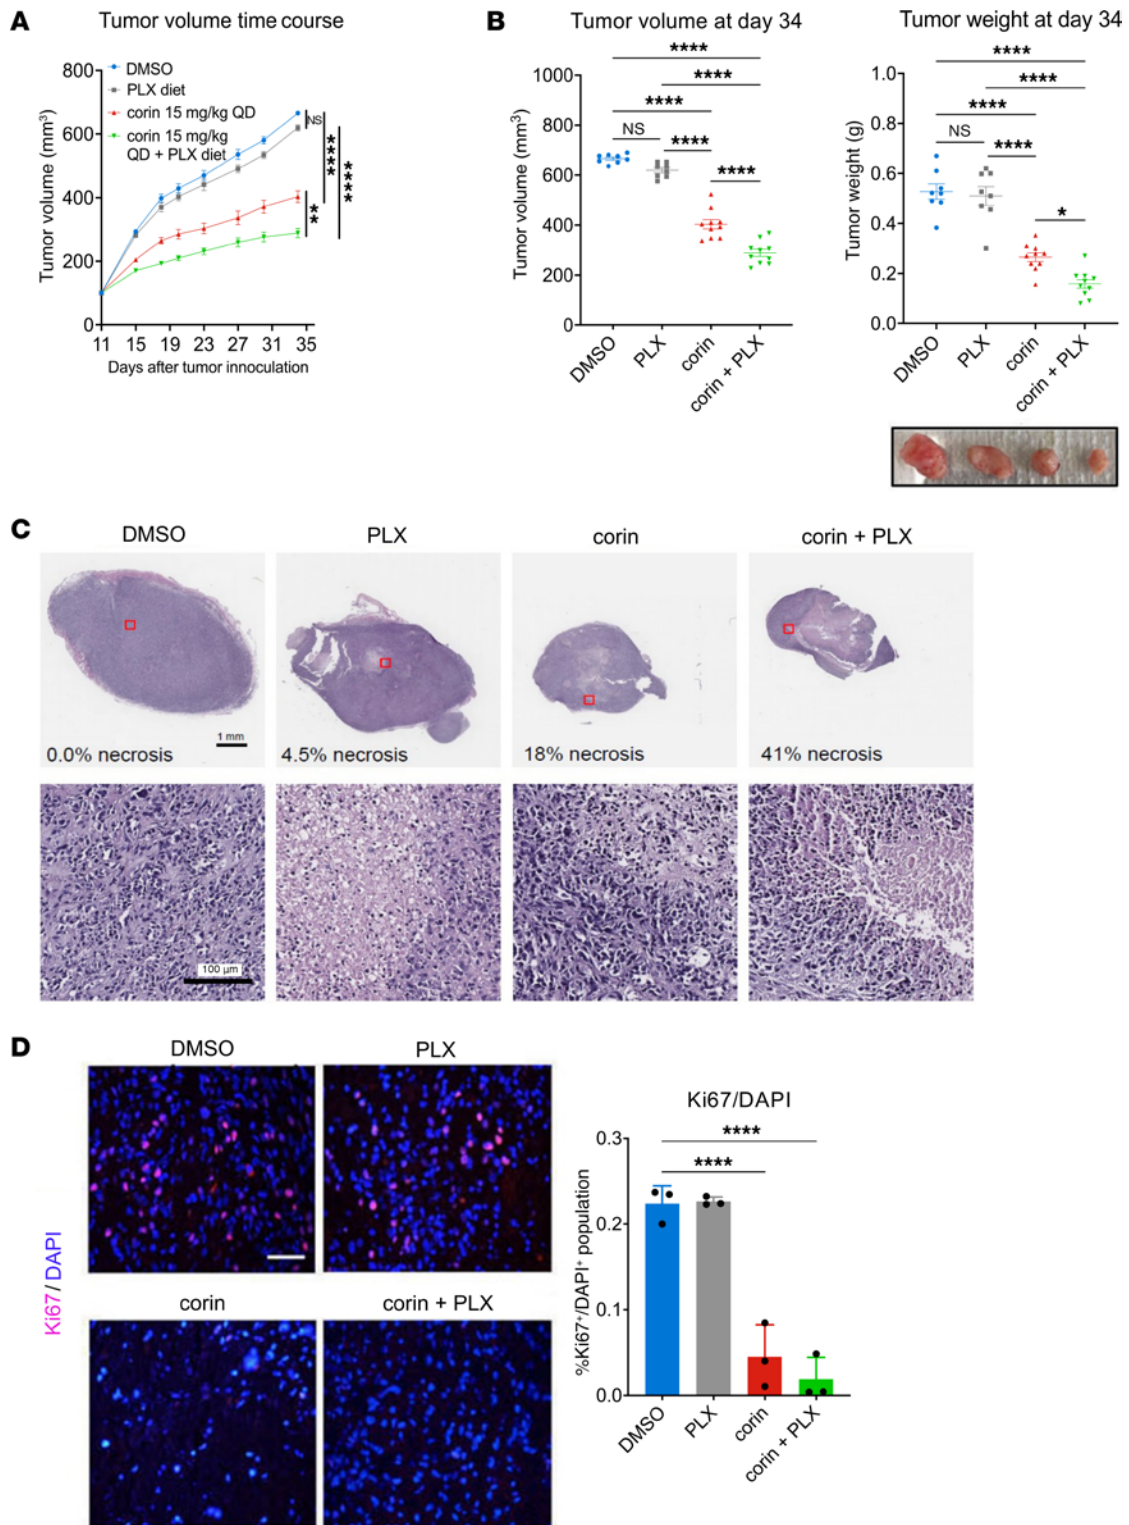 A
Tumor volume time course
Tumor volume (mm³)
800
600
400
200
0
DMSO
PLX diet
corin 15 mg/kg QD
corin 15 mg/kg
QD + PLX diet
NS
****
****
**
11 15 19 23 27 31 35
Days after tumor innoculation
B
Tumor volume at day 34
Tumor volume (mm³)
1000
800
600
400
200
0
****
****
****
NS
****
****
DMSO
PLX
corin
corin + PLX
Tumor weight at day 34
Tumor weight (g)
1.0
0.8
0.6
0.4
0.2
0.0
****
****
****
NS
****
*
DMSO
PLX
corin
corin + PLX
C
DMSO
PLX
corin
corin + PLX
1 mm
0.0% necrosis
4.5% necrosis
18% necrosis
41% necrosis
100 µm
D
DMSO
PLX
corin
corin + PLX
Ki67/DAPI
Ki67/DAPI
%Ki67⁺/DAPI⁺ population
0.3
0.2
0.1
0.0
****
****
DMSO
PLX
corin
corin + PLX